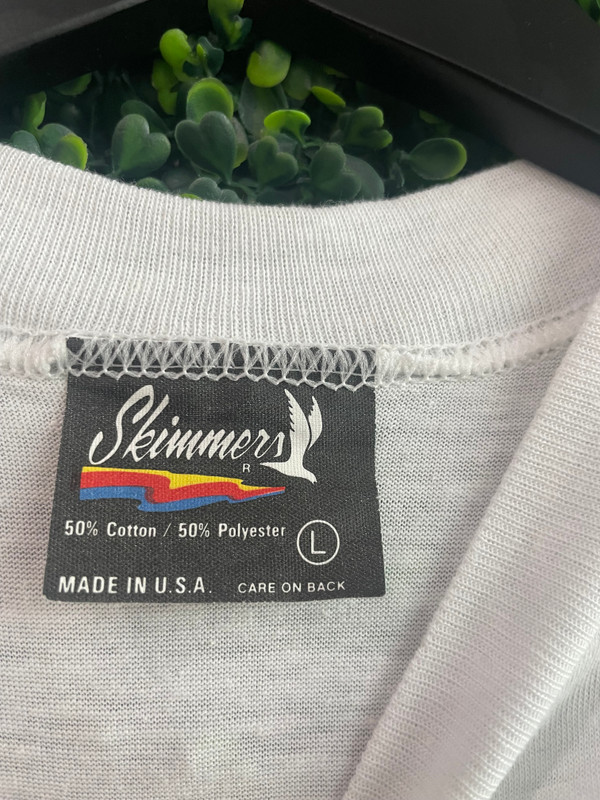 Skimmers
R
50% Cotton / 50% Polyester L
MADE IN U.S.A. CARE ON BACK